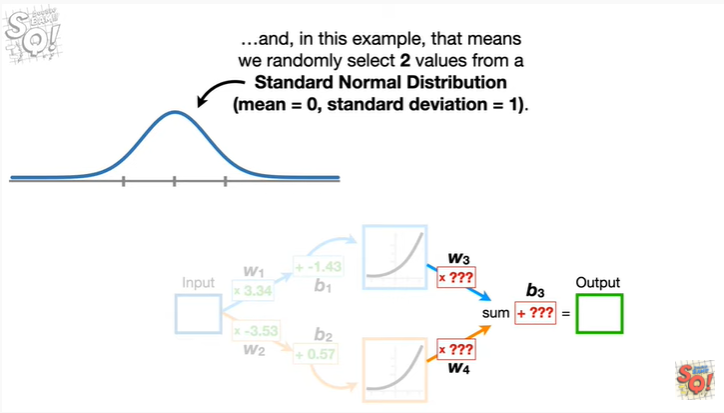 …and, in this example, that means
we randomly select 2 values from a
Standard Normal Distribution
(mean = 0, standard deviation = 1).
Input
W1
x 3.34
+ -1.43
b1
x -3.53
W2
b2
+ 0.57
W3
x ???
x ???
W4
b3
sum + ??? =
Output
SQ!